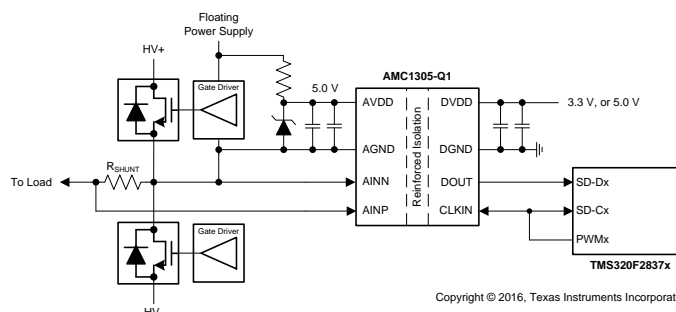 Floating
Power Supply
HV+
Gate Driver
5.0 V
AMC1305-Q1
AVDD
DVDD
3.3 V, or 5.0 V
AGND
DGND
Reinforced Isolation
RSHUNT
To Load
AINN
DOUT
SD-Dx
AINP
CLKIN
SD-Cx
Gate Driver
PWMx
TMS320F2837x
HV-
Copyright © 2016, Texas Instruments Incorporat